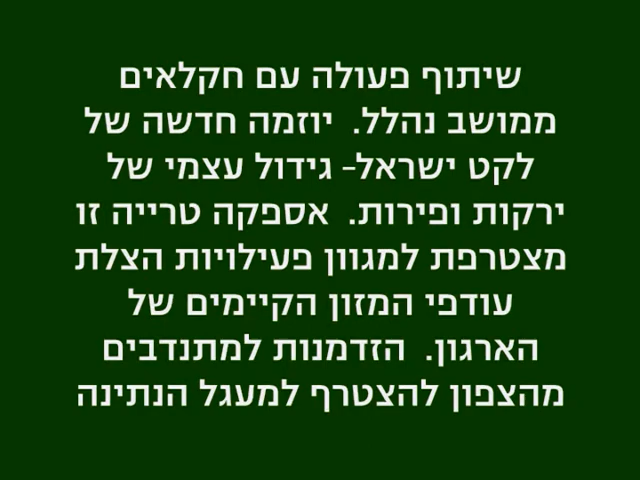 שיתוף פעולה עם חקלאים
ממושב נהלל.  יוזמה חדשה של
לקט ישראל– גידול עצמי של
ירקות ופירות.  אספקה טרייה זו
מצטרפת למגוון פעילויות הצלת
עודפי המזון הקיימים של
הארגון.  הזדמנות למתנדבים
מהצפון להצטרף למעגל הנתינה